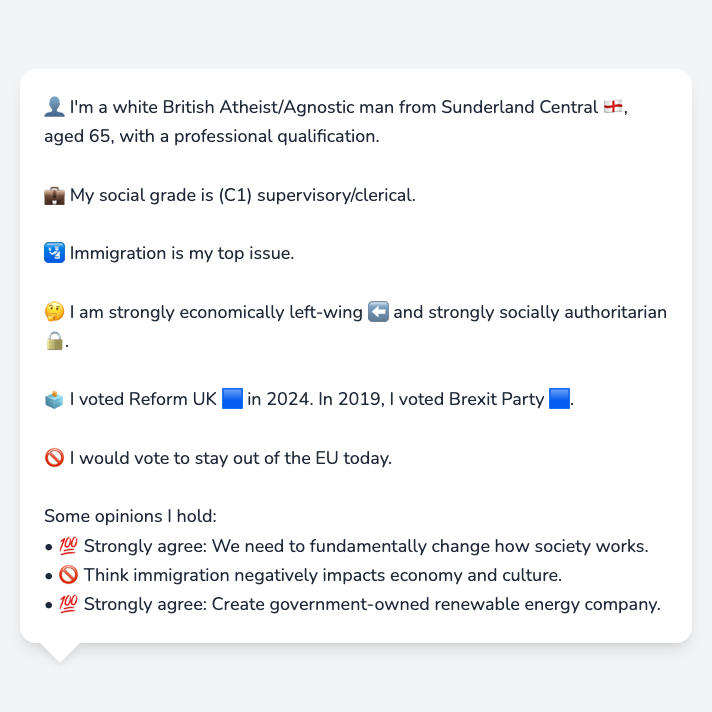 👤 I'm a white British Atheist/Agnostic man from Sunderland Central 🏴󠁧󠁢󠁥󠁮󠁧󠁿,
aged 65, with a professional qualification.
💼 My social grade is (C1) supervisory/clerical.
🛂 Immigration is my top issue.
🤔 I am strongly economically left-wing ⬅️ and strongly socially authoritarian
🔒.
🗳️ I voted Reform UK 🟦 in 2024. In 2019, I voted Brexit Party 🟦.
🚫 I would vote to stay out of the EU today.
Some opinions I hold:
• 💯 Strongly agree: We need to fundamentally change how society works.
• 🚫 Think immigration negatively impacts economy and culture.
• 💯 Strongly agree: Create government-owned renewable energy company.